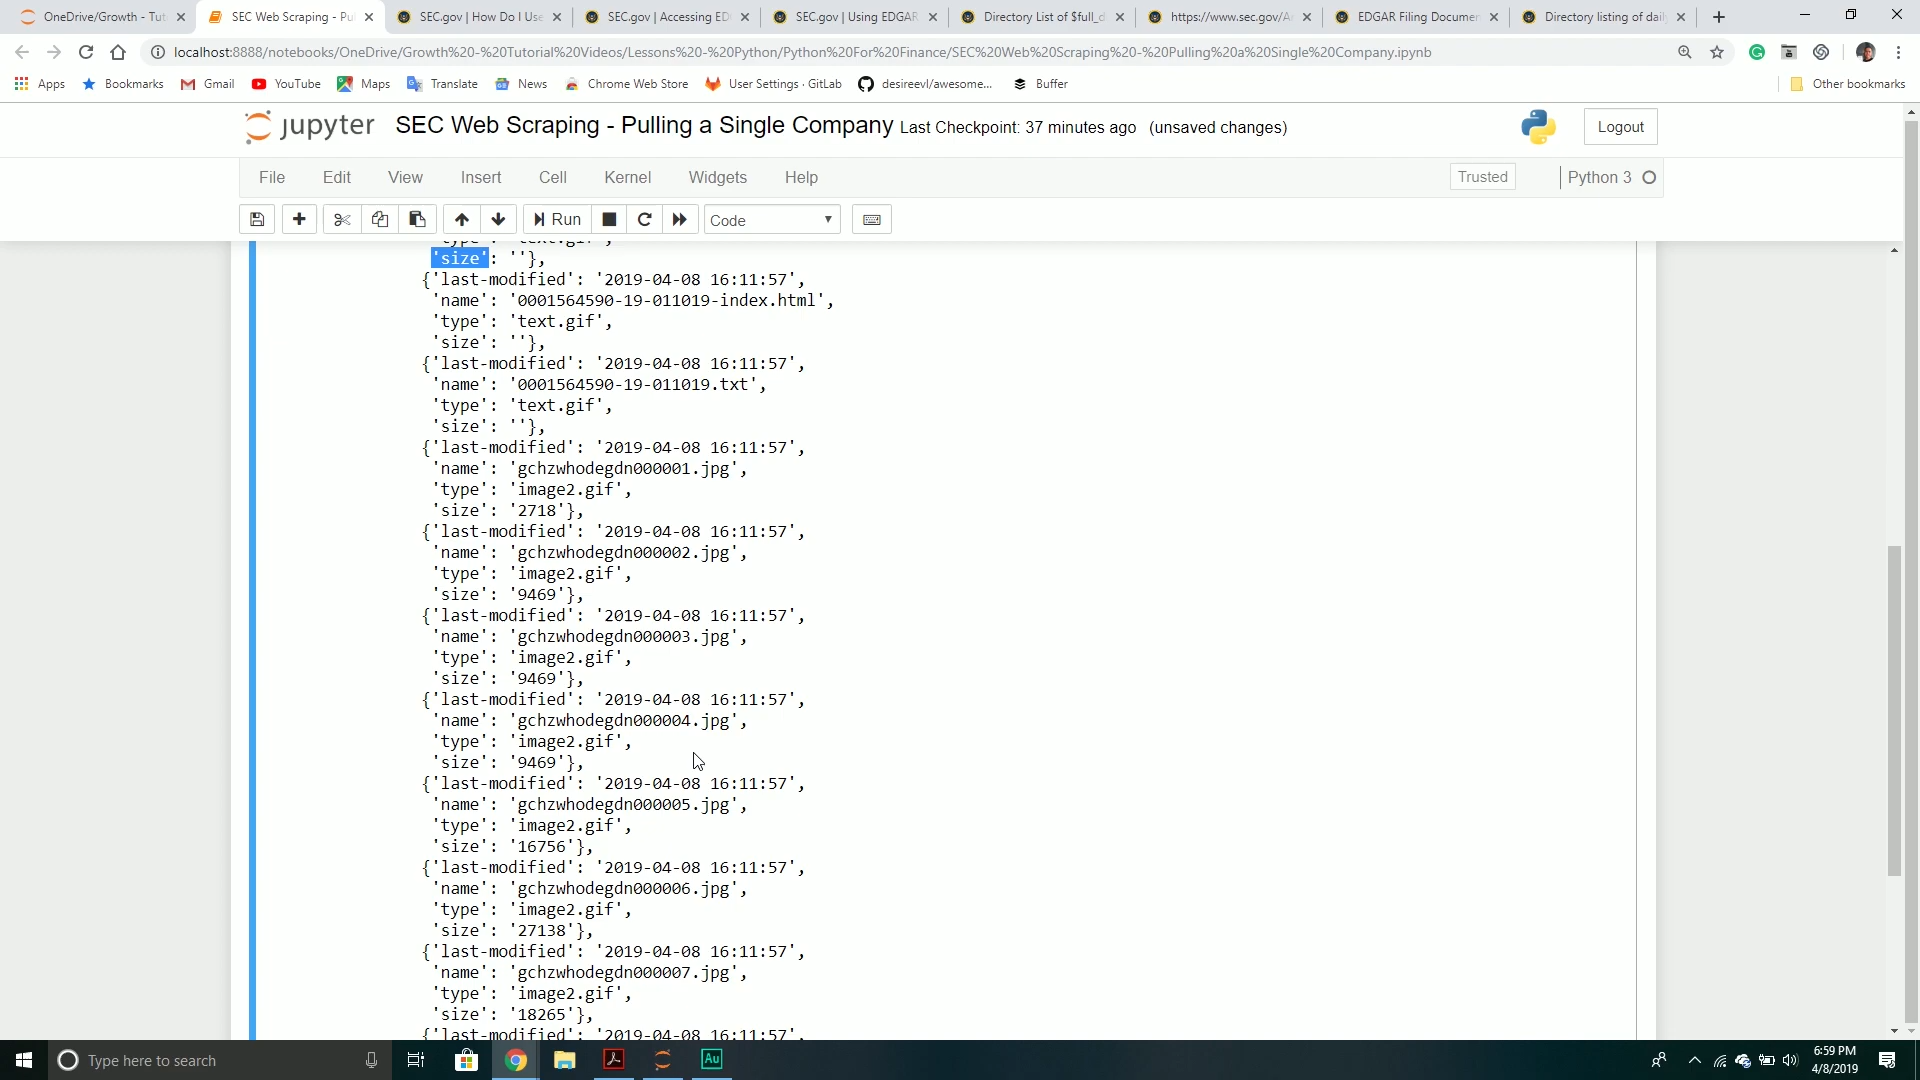 OneDrive/Growth - Tut
SEC Web Scraping - Pu
SEC.gov | How Do I Use
SEC.gov | Accessing ED
SEC.gov | Using EDGAR
Directory List of $full_d
https://www.sec.gov/A
EDGAR Filing Documen
Directory listing of dail
localhost:8888/notebooks/OneDrive/Growth%20-%20Tutorial%20Videos/Lessons%20-%20Python/Python%20For%20Finance/SEC%20Web%20Scraping%20-%20Pulling%20a%20Single%20Company.ipynb
Apps
Bookmarks
Gmail
YouTube
Maps
Translate
News
Chrome Web Store
User Settings · GitLab
desireevl/awesome...
Buffer
Other bookmarks
jupyter
SEC Web Scraping - Pulling a Single Company
Last Checkpoint: 37 minutes ago
(unsaved changes)
Logout
File
Edit
View
Insert
Cell
Kernel
Widgets
Help
Trusted
Python 3
Run
Code
'type': 'text.gif',
'size': ''},
{'last-modified': '2019-04-08 16:11:57',
'name': '0001564590-19-011019-index.html',
'type': 'text.gif',
'size': ''},
{'last-modified': '2019-04-08 16:11:57',
'name': '0001564590-19-011019.txt',
'type': 'text.gif',
'size': ''},
{'last-modified': '2019-04-08 16:11:57',
'name': 'gchzwhodegdn000001.jpg',
'type': 'image2.gif',
'size': '2718'},
{'last-modified': '2019-04-08 16:11:57',
'name': 'gchzwhodegdn000002.jpg',
'type': 'image2.gif',
'size': '9469'},
{'last-modified': '2019-04-08 16:11:57',
'name': 'gchzwhodegdn000003.jpg',
'type': 'image2.gif',
'size': '9469'},
{'last-modified': '2019-04-08 16:11:57',
'name': 'gchzwhodegdn000004.jpg',
'type': 'image2.gif',
'size': '9469'},
{'last-modified': '2019-04-08 16:11:57',
'name': 'gchzwhodegdn000005.jpg',
'type': 'image2.gif',
'size': '16756'},
{'last-modified': '2019-04-08 16:11:57',
'name': 'gchzwhodegdn000006.jpg',
'type': 'image2.gif',
'size': '27138'},
{'last-modified': '2019-04-08 16:11:57',
'name': 'gchzwhodegdn000007.jpg',
'type': 'image2.gif',
'size': '18265'},
{'last-modified': '2019-04-08 16:11:57',
Type here to search
Au
6:59 PM
4/8/2019